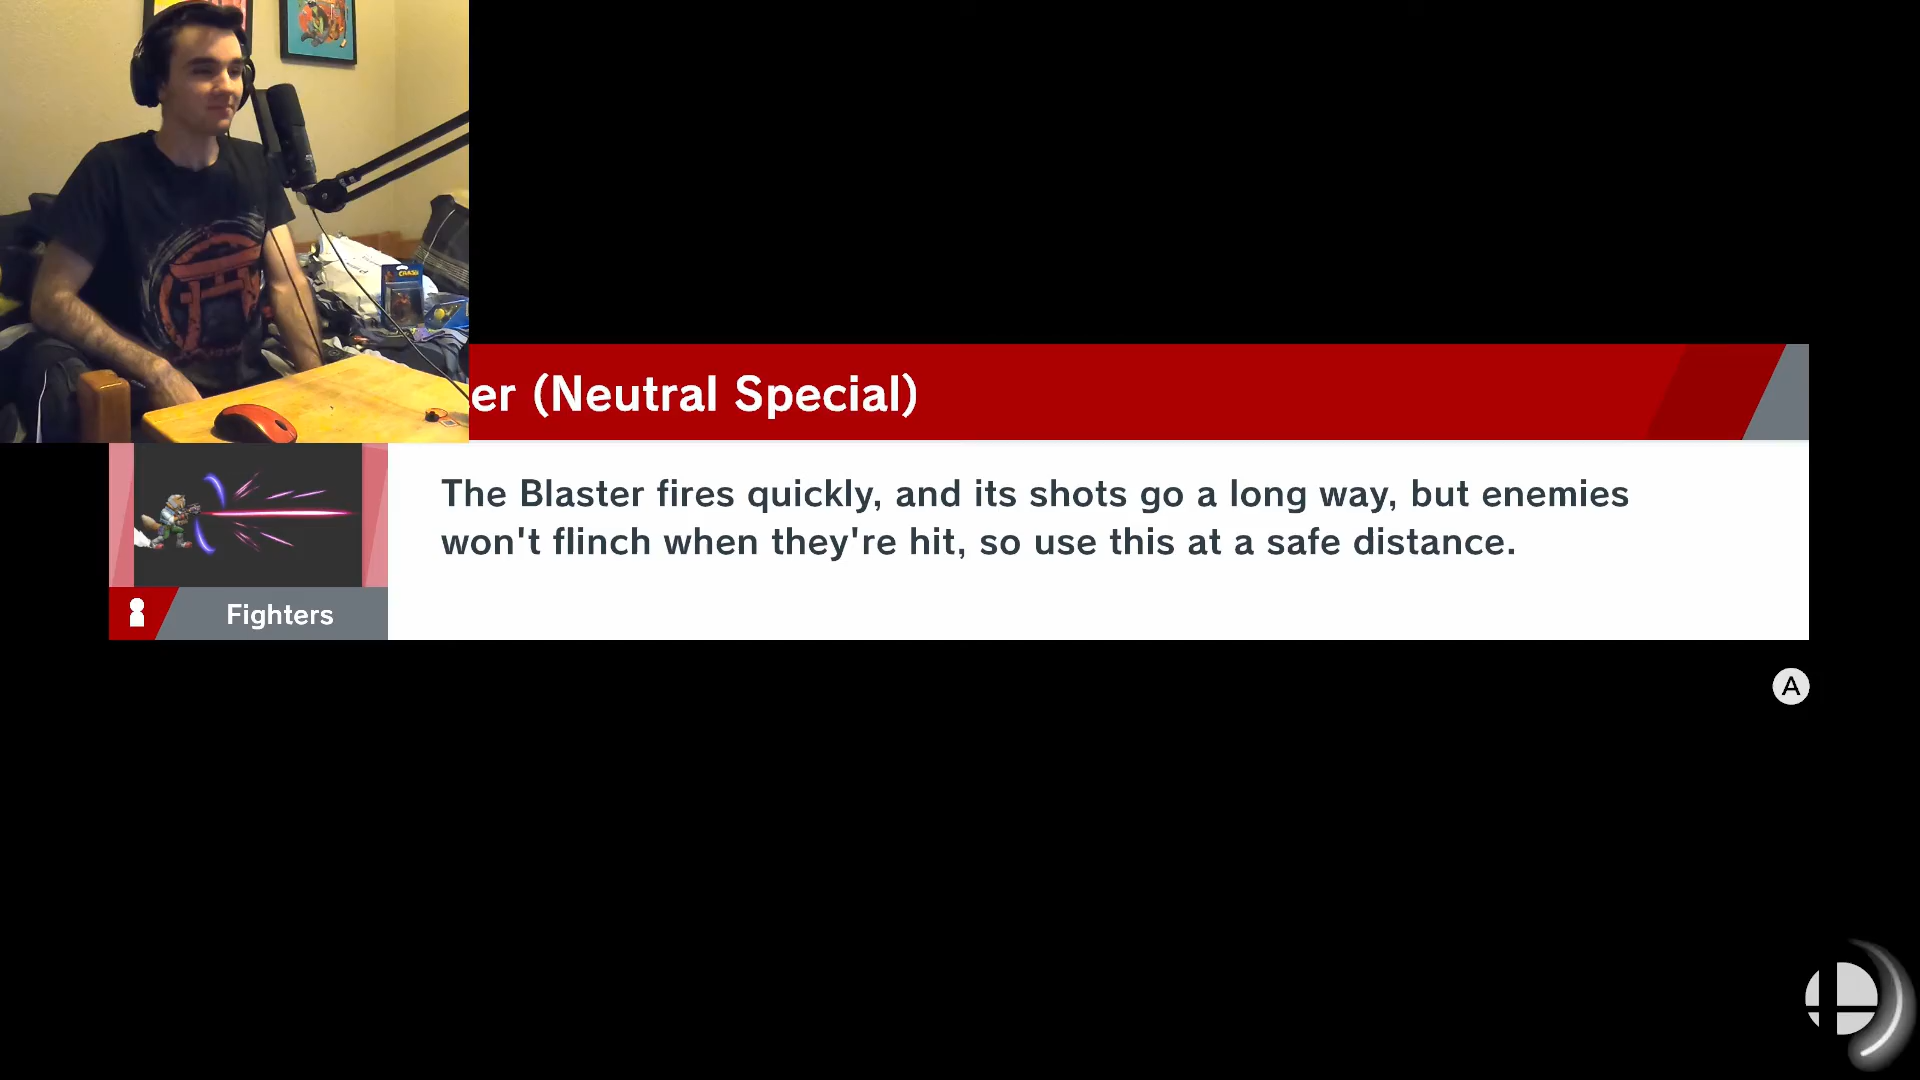 er (Neutral Special)
The Blaster fires quickly, and its shots go a long way, but enemies
won't flinch when they're hit, so use this at a safe distance.
Fighters
A